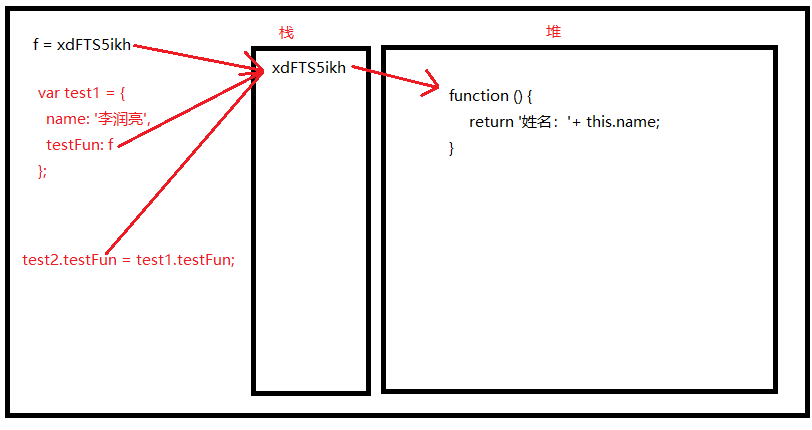 栈
堆
f = xdFTS5ikh
xdFTS5ikh
var test1 = {
name: '李润亮',
testFun: f
};
function () {
return '姓名：'+ this.name;
}
test2.testFun = test1.testFun;